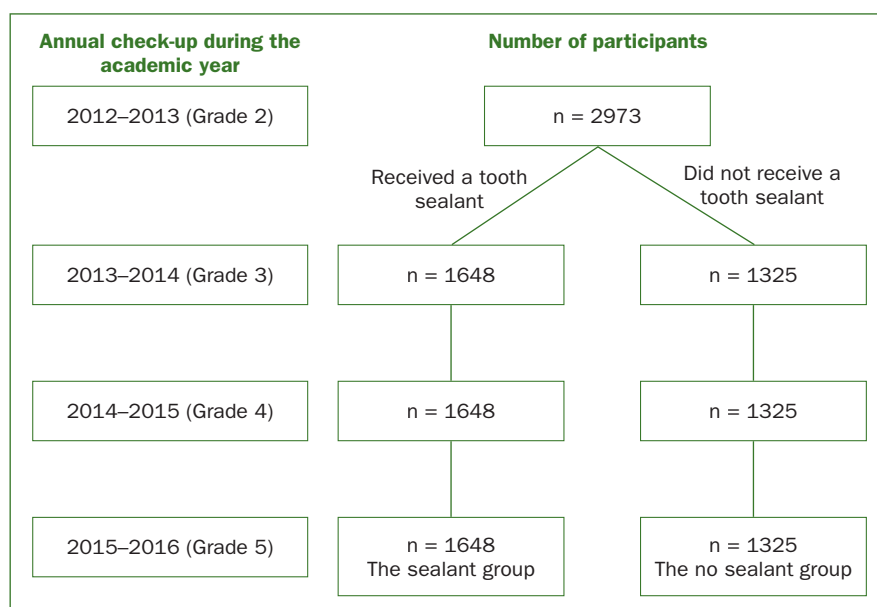 Annual check-up during the
academic year
Number of participants
2012–2013 (Grade 2)
n = 2973
Received a tooth
sealant
Did not receive a
tooth sealant
2013–2014 (Grade 3)
n = 1648
n = 1325
2014–2015 (Grade 4)
n = 1648
n = 1325
2015–2016 (Grade 5)
n = 1648
The sealant group
n = 1325
The no sealant group